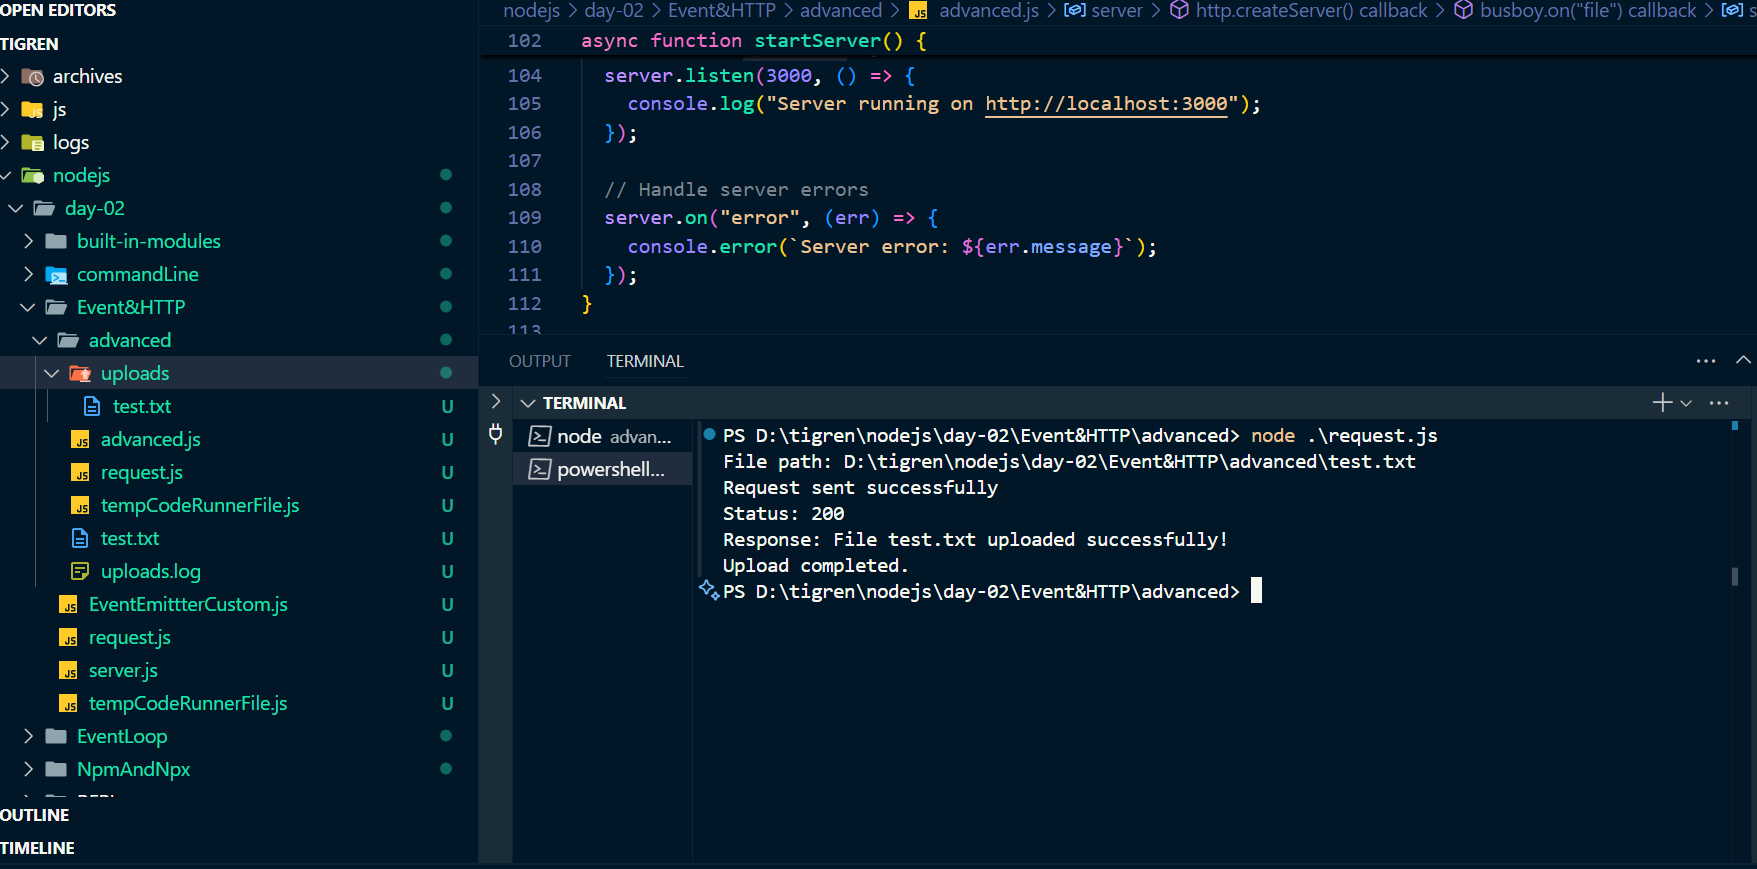 OPEN EDITORS
TIGREN
archives
js
logs
nodejs
day-02
built-in-modules
commandLine
Event&HTTP
advanced
uploads
test.txt U
advanced.js U
request.js U
tempCodeRunnerFile.js U
test.txt U
uploads.log U
EventEmittterCustom.js U
request.js U
server.js U
tempCodeRunnerFile.js U
EventLoop
NpmAndNpx
OUTLINE
TIMELINE
nodejs > day-02 > Event&HTTP > advanced > JS advanced.js > server > http.createServer() callback > busboy.on("file") callback >
102 async function startServer() {
104 server.listen(3000, () => {
105 console.log("Server running on http://localhost:3000");
106 });
107
108 // Handle server errors
109 server.on("error", (err) => {
110 console.error(`Server error: ${err.message}`);
111 });
112 }
113
OUTPUT TERMINAL
TERMINAL
node advan...
powershell...
PS D:\tigren\nodejs\day-02\Event&HTTP\advanced> node .\request.js
File path: D:\tigren\nodejs\day-02\Event&HTTP\advanced\test.txt
Request sent successfully
Status: 200
Response: File test.txt uploaded successfully!
Upload completed.
PS D:\tigren\nodejs\day-02\Event&HTTP\advanced>